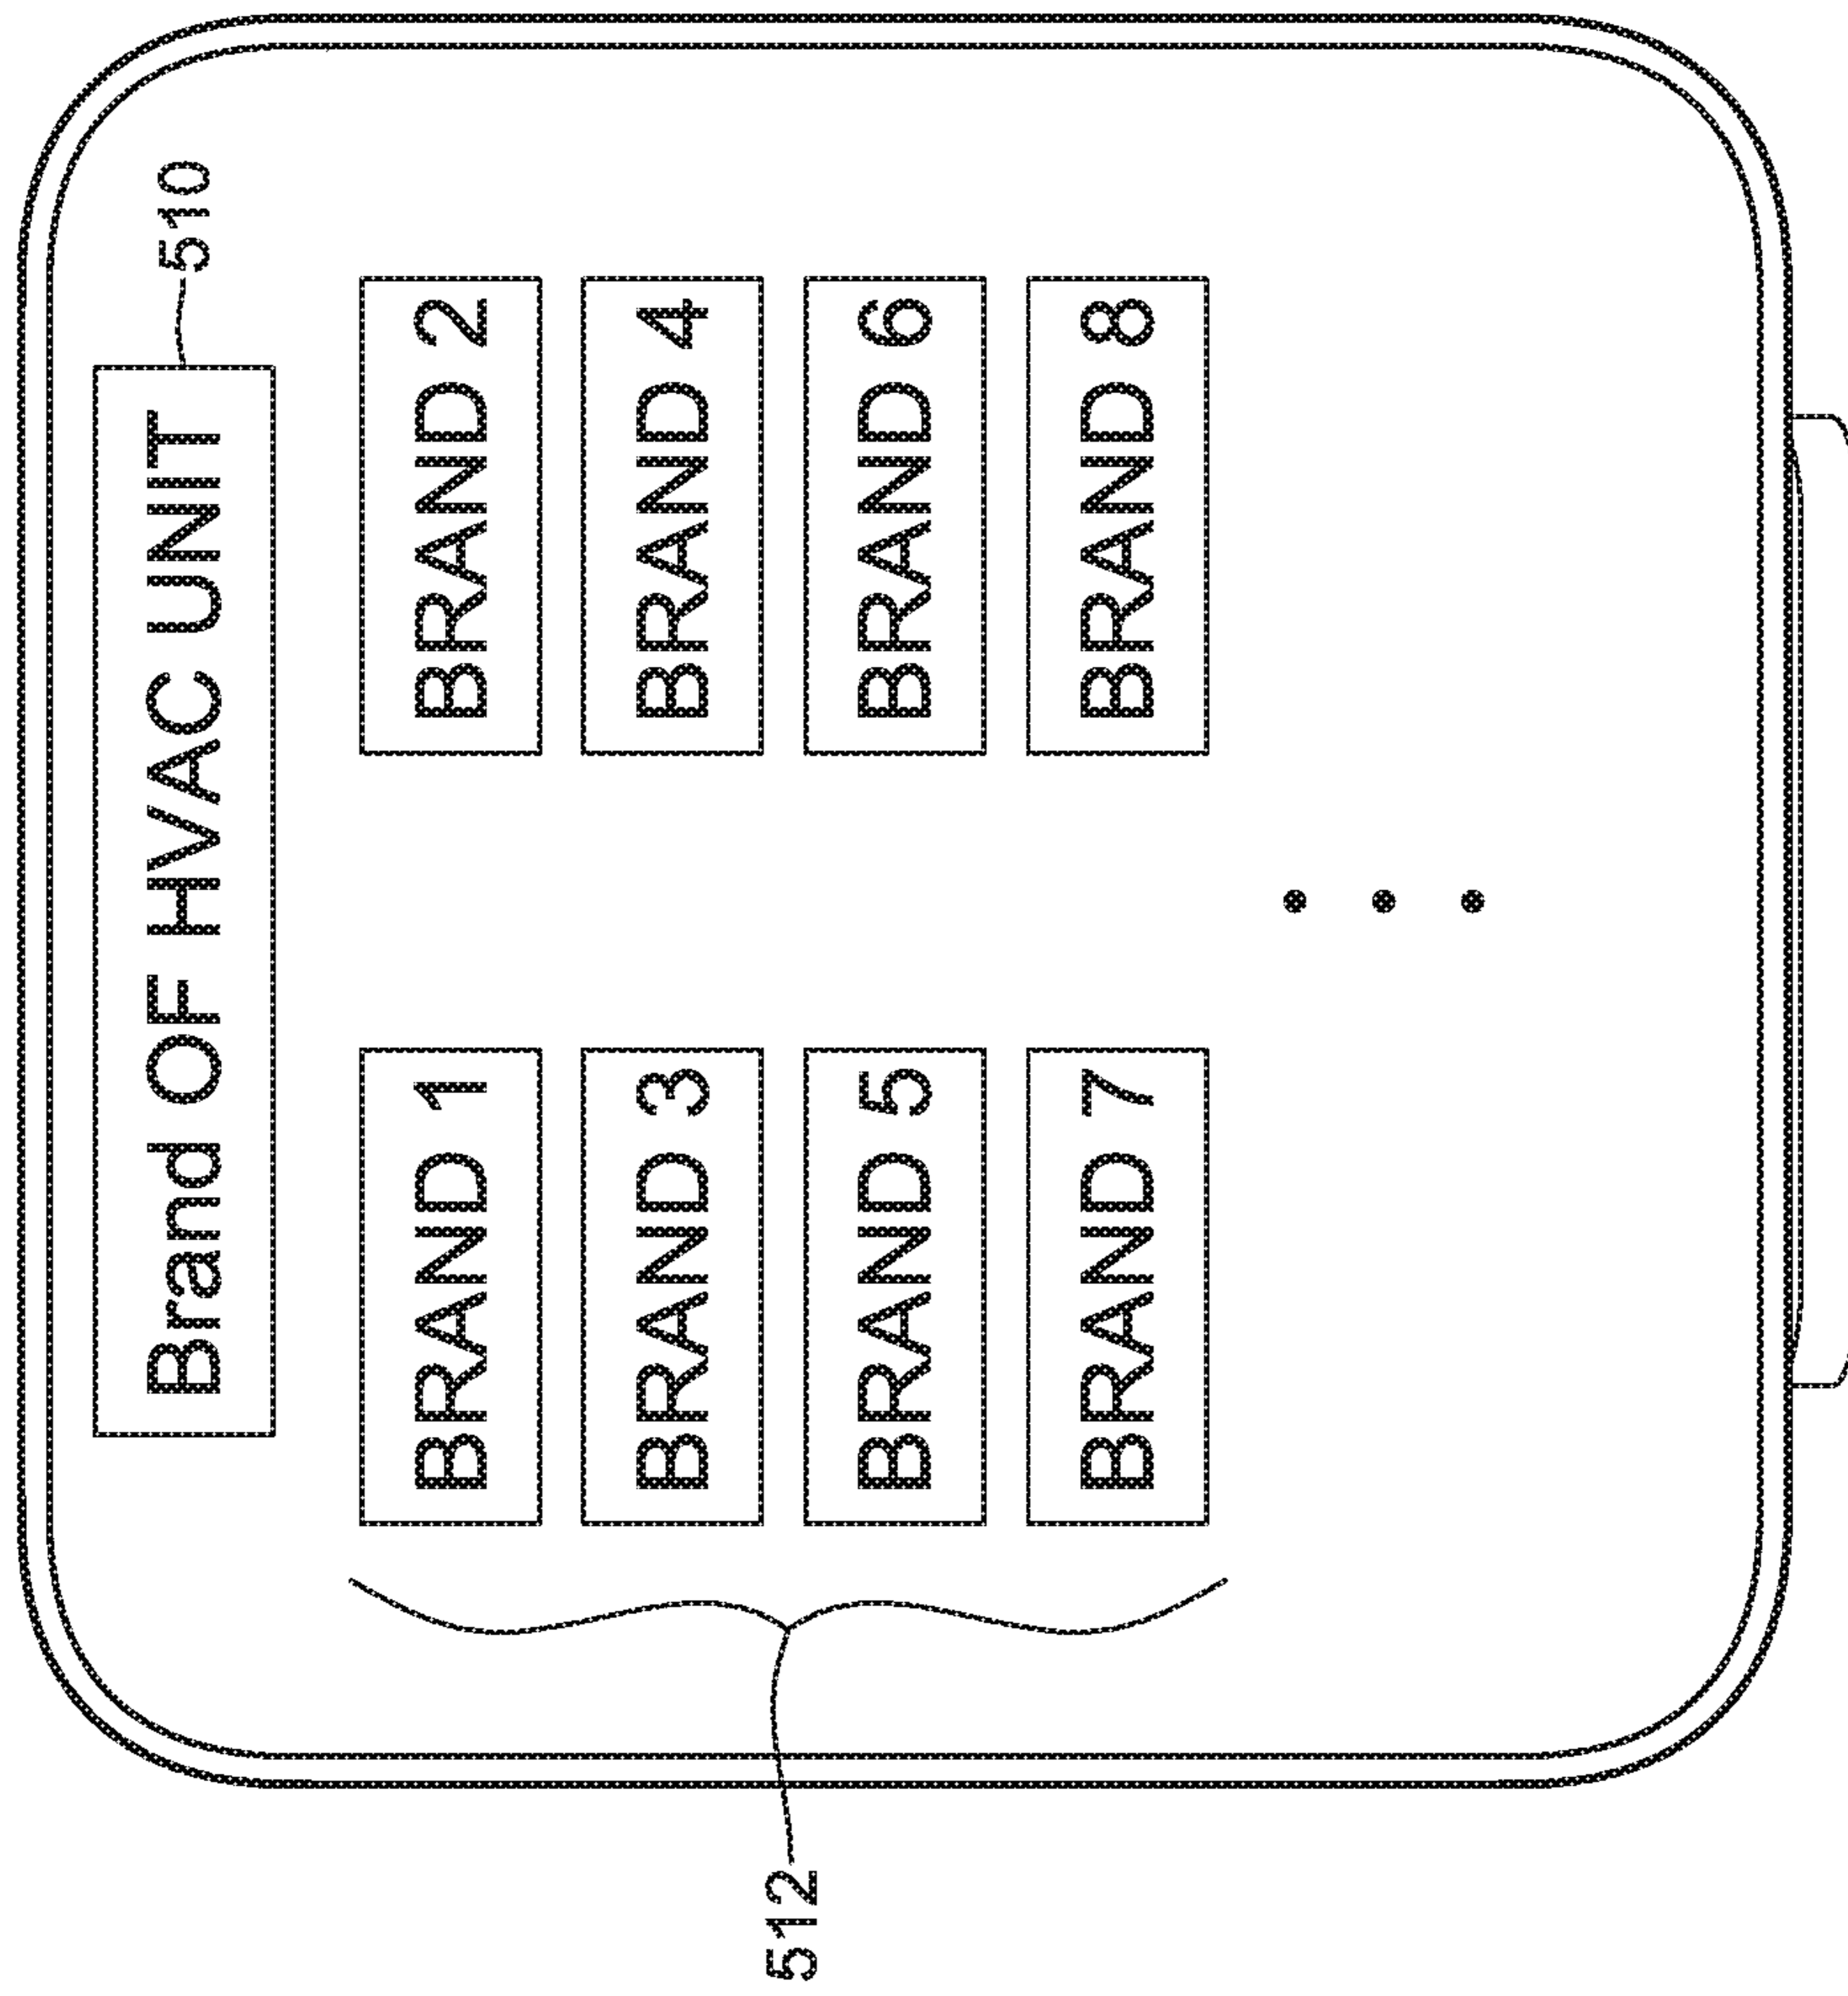 Brand OF HVAC UNIT
510
BRAND 1
BRAND 2
BRAND 3
BRAND 4
BRAND 5
BRAND 6
BRAND 7
BRAND 8
512